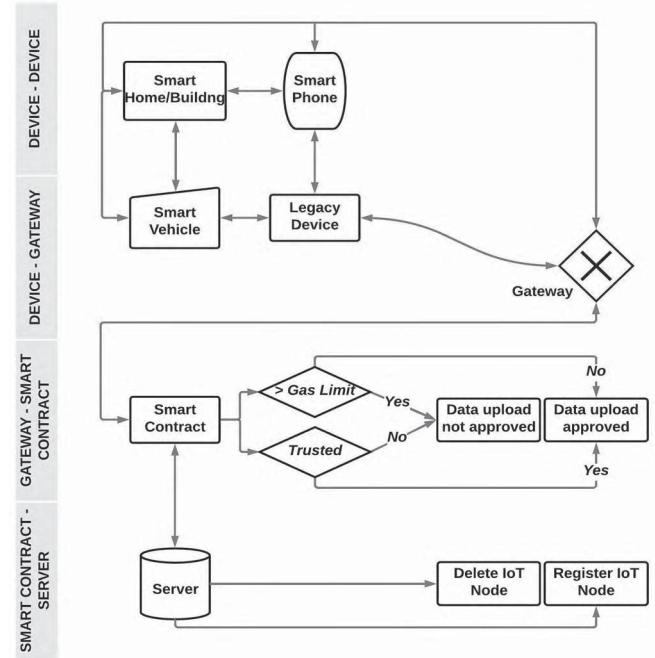 DEVICE - DEVICE
Smart
Home/Buildng
Smart
Phone
DEVICE - GATEWAY
Smart
Vehicle
Legacy
Device
Gateway
GATEWAY - SMART
CONTRACT
Smart
Contract
> Gas Limit
Yes
No
Trusted
No
Yes
Data upload
not approved
Data upload
approved
SMART CONTRACT -
SERVER
Server
Delete IoT
Node
Register IoT
Node